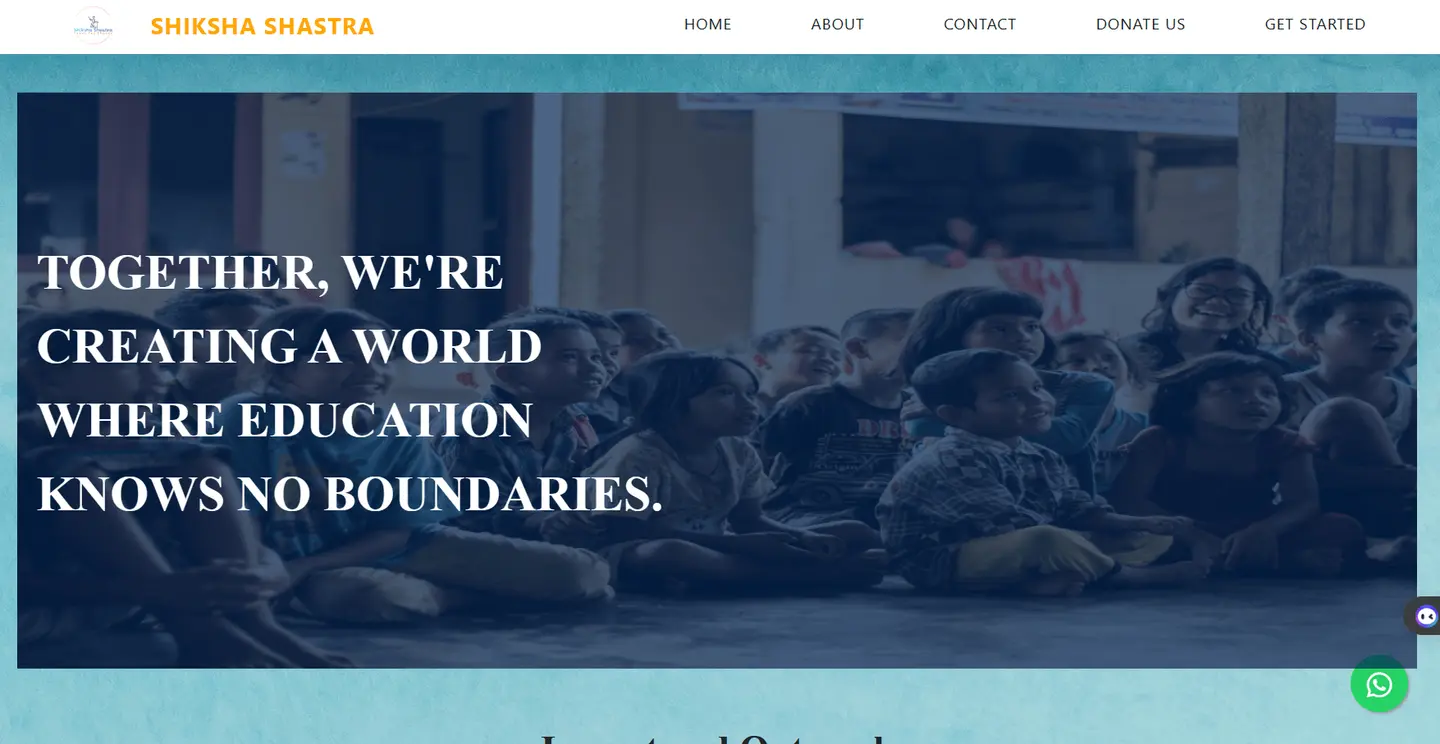 SHIKSHA SHASTRA
HOME
ABOUT
CONTACT
DONATE US
GET STARTED
TOGETHER, WE'RE
CREATING A WORLD
WHERE EDUCATION
KNOWS NO BOUNDARIES.